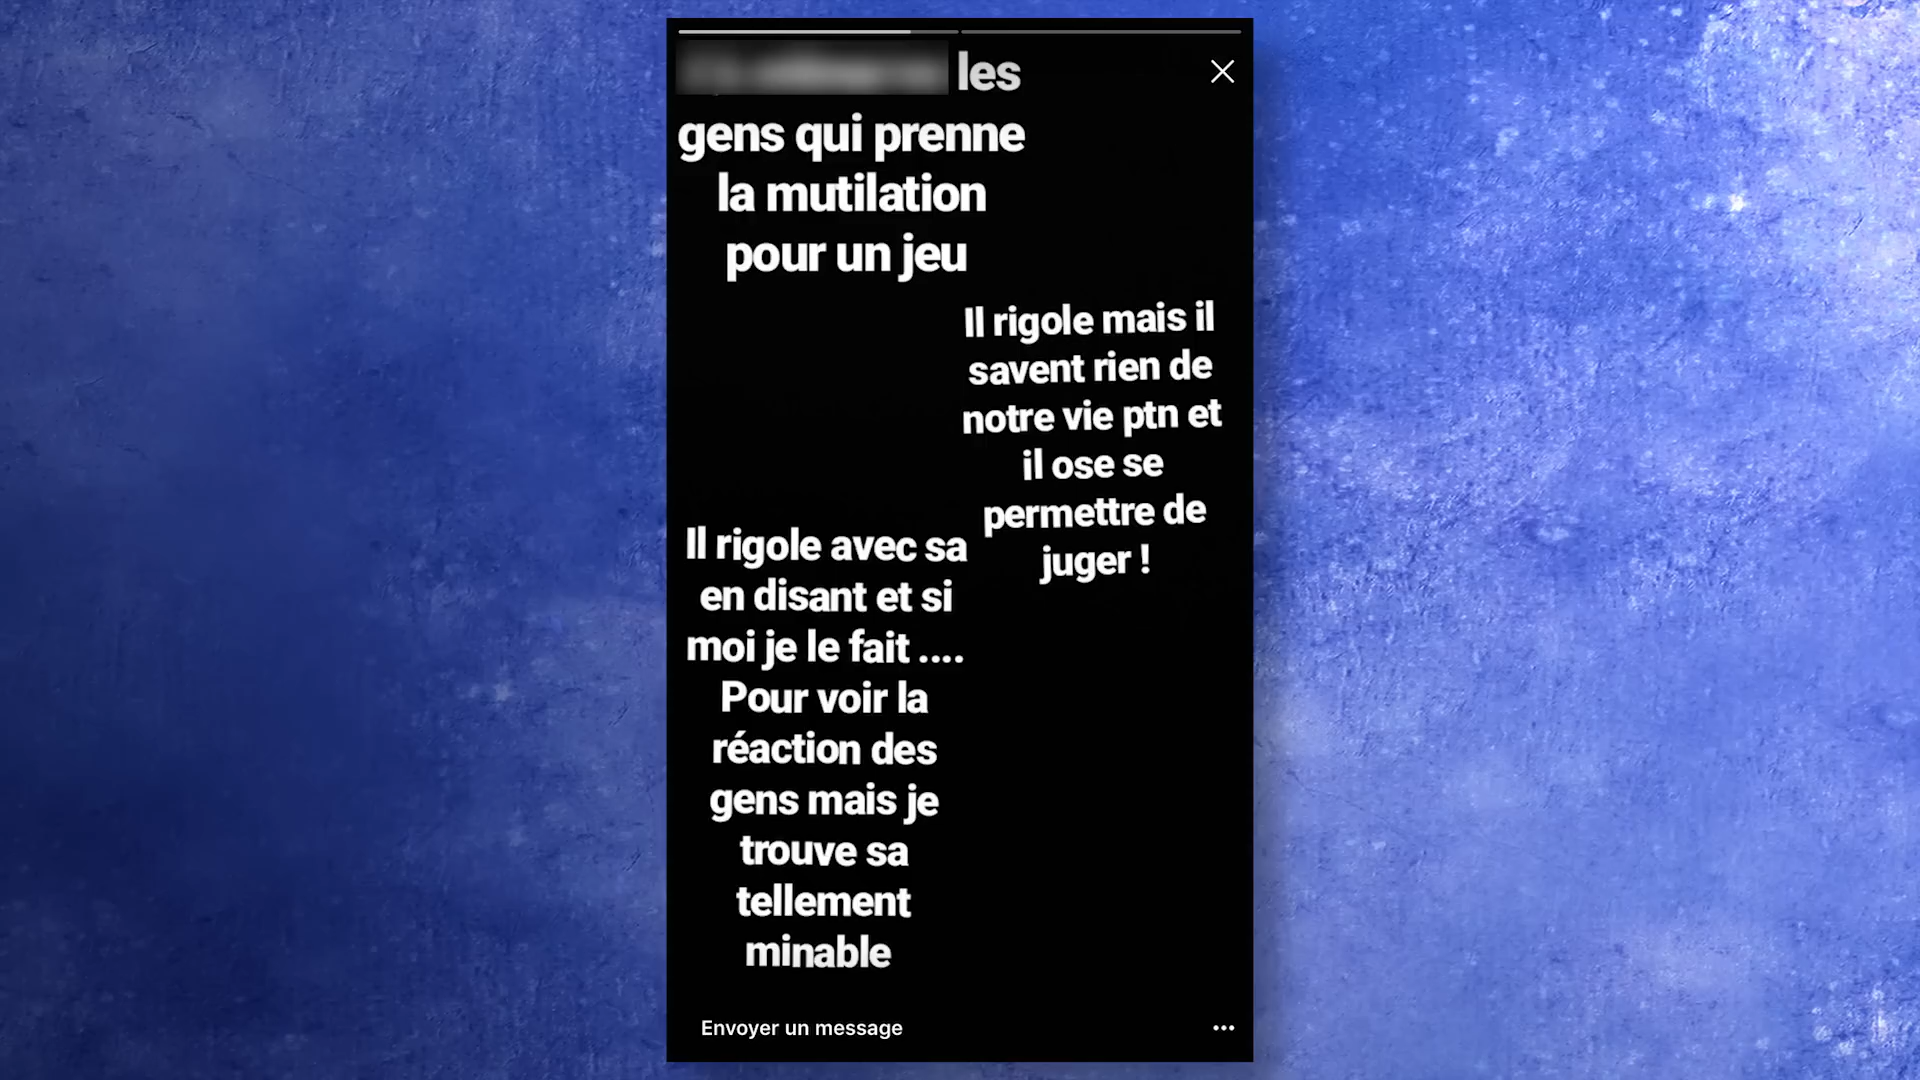 les
gens qui prenne
la mutilation
pour un jeu
Il rigole mais il
savent rien de
notre vie ptn et
il ose se
permettre de
juger !
Il rigole avec sa
en disant et si
moi je le fait ....
Pour voir la
réaction des
gens mais je
trouve sa
tellement
minable
Envoyer un message